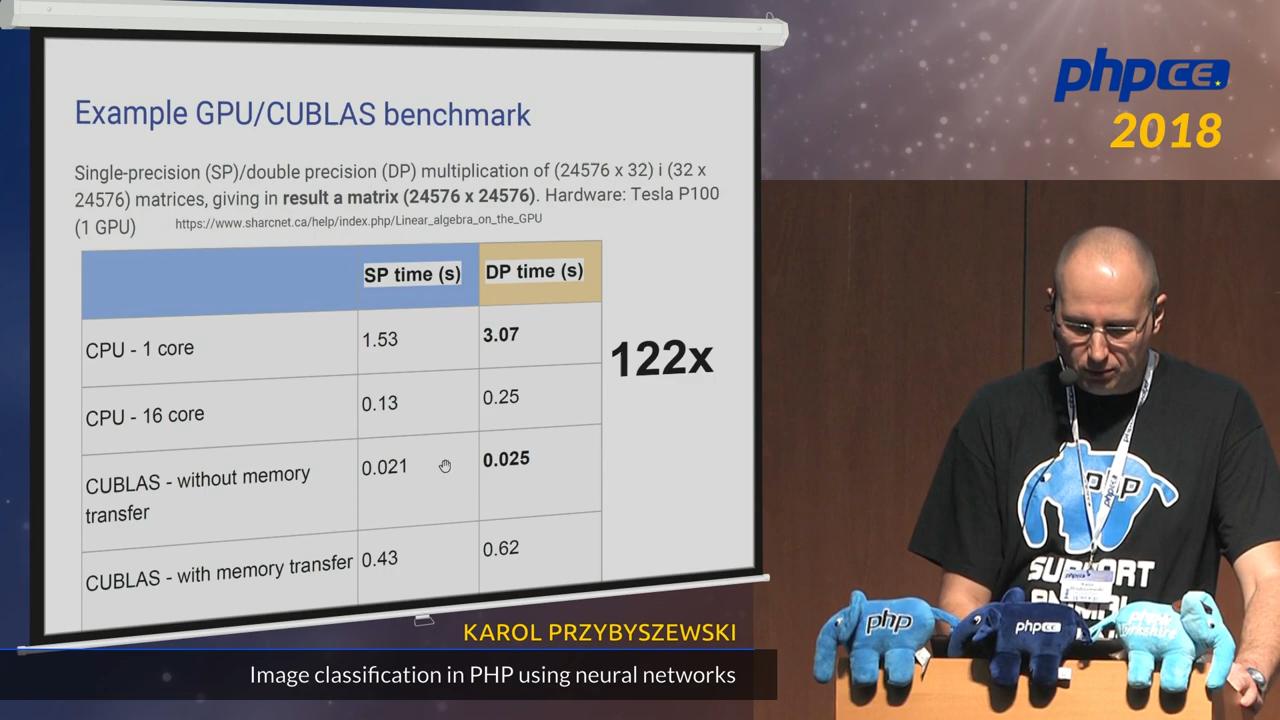 Example GPU/CUBLAS benchmark
Single-precision (SP)/double precision (DP) multiplication of (24576 x 32) i (32 x
24576) matrices, giving in result a matrix (24576 x 24576). Hardware: Tesla P100
(1 GPU) https://www.sharcnet.ca/help/index.php/Linear_algebra_on_the_GPU
SP time (s) DP time (s)
CPU - 1 core 1.53 3.07
122x
CPU - 16 core 0.13 0.25
CUBLAS - without memory
transfer 0.021 0.025
CUBLAS - with memory transfer 0.43 0.62
KAROL PRZYBYSZEWSKI
Image classification in PHP using neural networks
phpce.
2018
php
phpce
SUPPORT
php
phpce